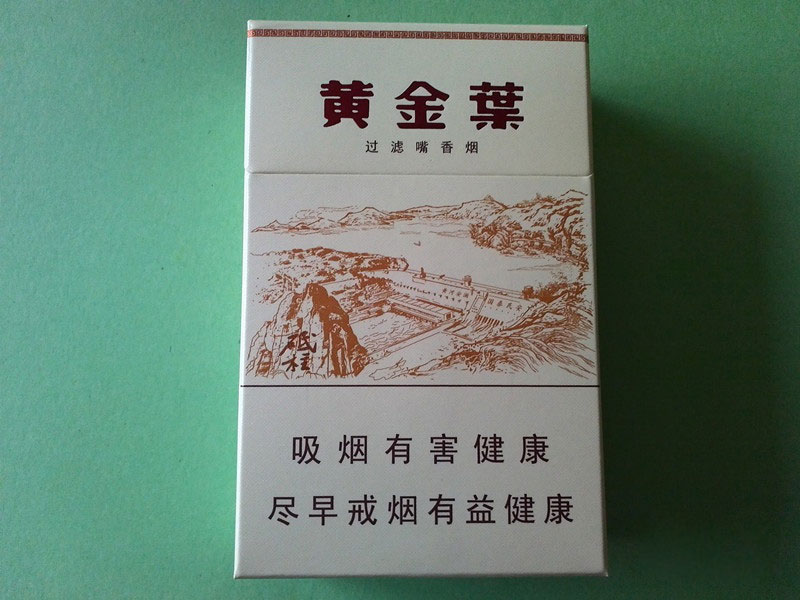 黄金葉
过滤嘴香烟
砥柱
吸烟有害健康
尽早戒烟有益健康